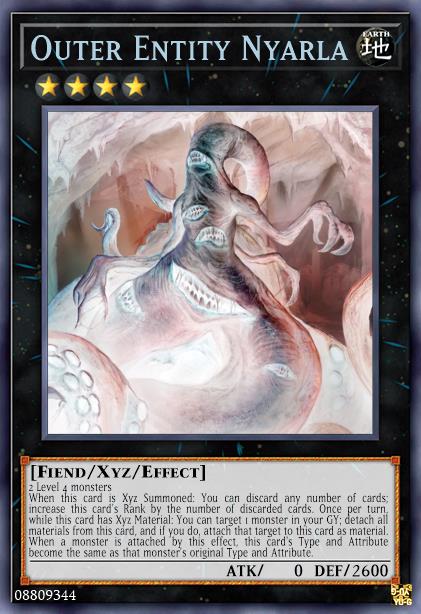 OUTER ENTITY NYARLA
EARTH
地
[FIEND/XYZ/EFFECT]
2 Level 4 monsters
When this card is Xyz Summoned: You can discard any number of cards;
increase this card's Rank by the number of discarded cards. Once per turn,
while this card has Xyz Material: You can target 1 monster in your GY; detach all
materials from this card, and if you do, attach that target to this card as material.
When a monster is attached by this effect, this card's Type and Attribute
become the same as that monster's original Type and Attribute.
ATK/ 0 DEF/2600
08809344